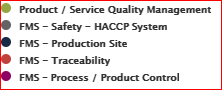 Product / Service Quality Management
FMS - Safety - HACCP System
FMS - Production Site
FMS - Traceability
FMS - Process / Product Control